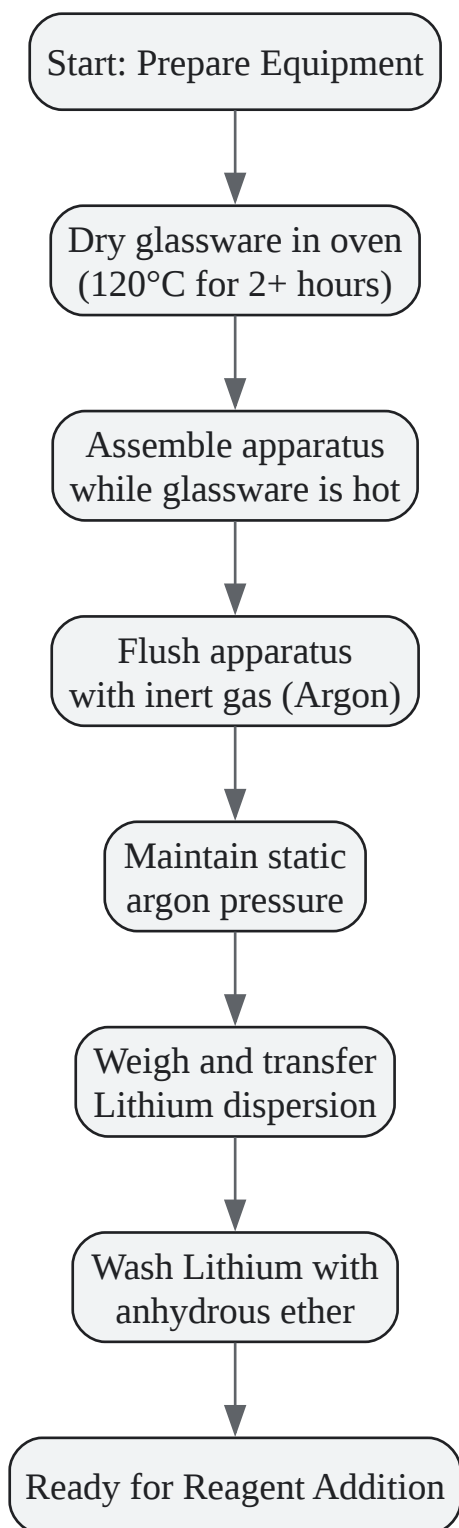 Start: Prepare Equipment
Dry glassware in oven
(120°C for 2+ hours)
Assemble apparatus
while glassware is hot
Flush apparatus
with inert gas (Argon)
Maintain static
argon pressure
Weigh and transfer
Lithium dispersion
Wash Lithium with
anhydrous ether
Ready for Reagent Addition